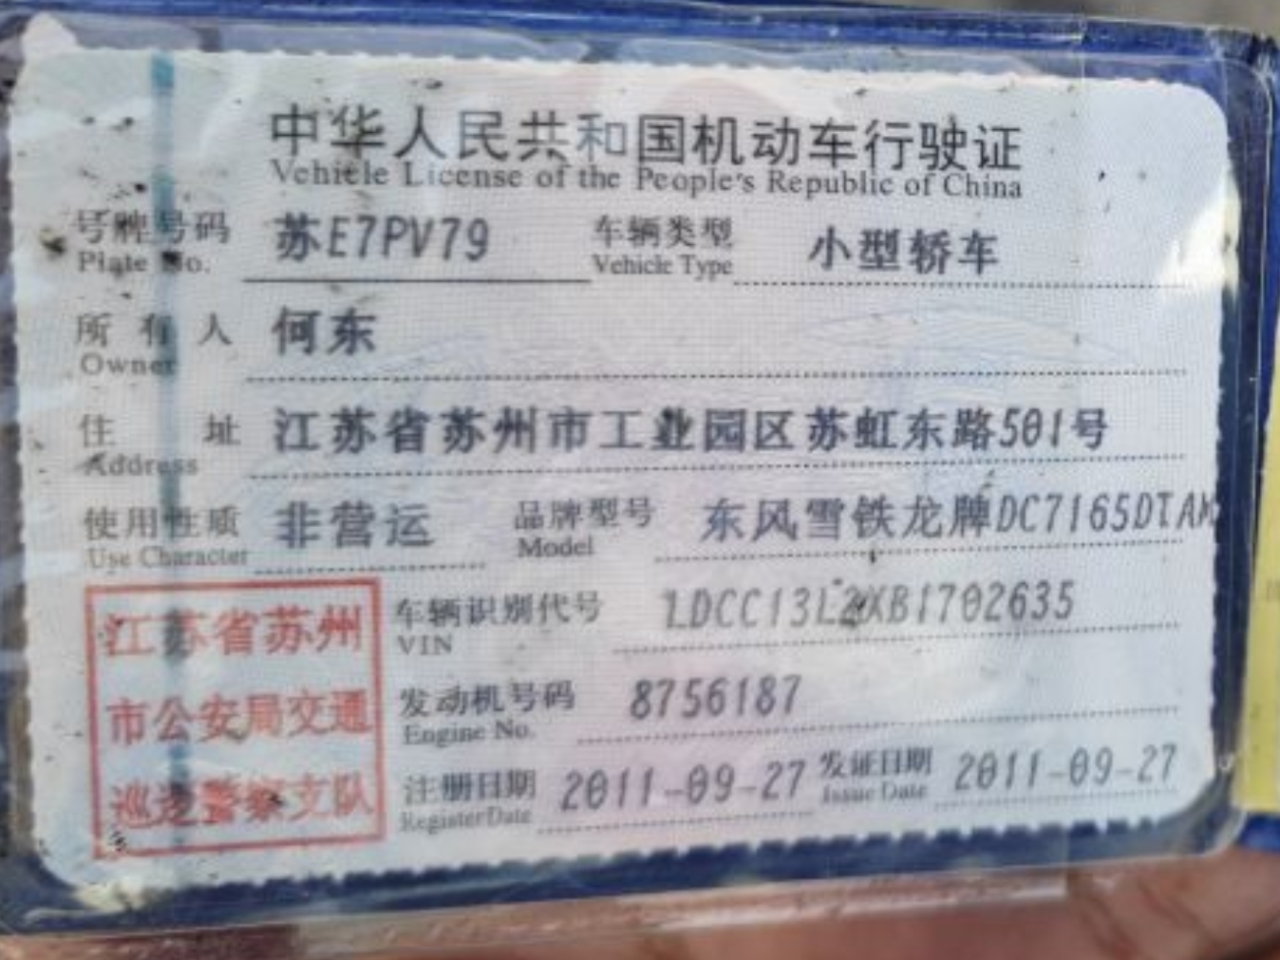 中华人民共和国机动车行驶证
Vehicle License of the People's Republic of China
号牌号码 苏E7PV79 车辆类型 小型轿车
Plate No. Vehicle Type
所有人 何东
Owner
住址 江苏省苏州市工业园区苏虹东路501号
Address
使用性质 非营运 品牌型号 东风雪铁龙牌DC7165DTAM
Use Character Model
江苏省苏州
市公安局交通
巡逻警察支队
车辆识别代号 LDCC13L2XB1702635
VIN
发动机号码 8756187
Engine No.
注册日期 2011-09-27 发证日期 2011-09-27
Register Date Issue Date